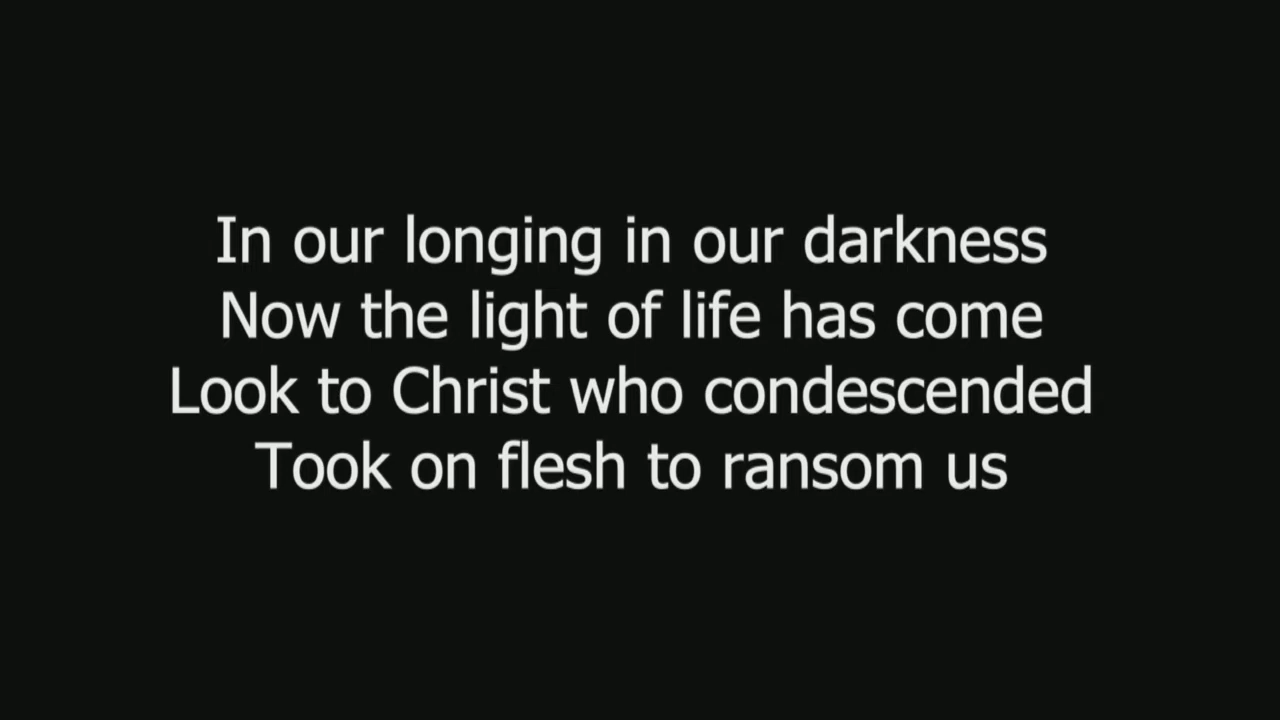 In our longing in our darkness
Now the light of life has come
Look to Christ who condescended
Took on flesh to ransom us